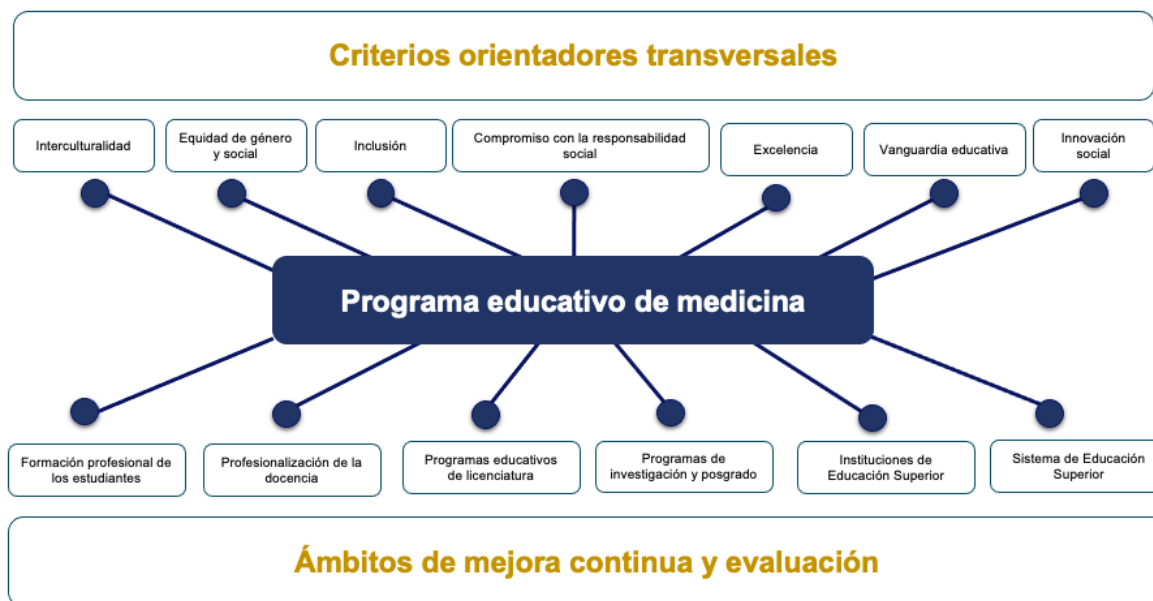 Criterios orientadores transversales
Interculturalidad
Equidad de género
y social
Inclusión
Compromiso con la responsabilidad
social
Excelencia
Vanguardia educativa
Innovación
social
Programa educativo de medicina
Formación profesional de
los estudiantes
Profesionalización de la
docencia
Programas educativos
de licenciatura
Programas de
investigación y posgrado
Instituciones de
Educación Superior
Sistema de Educación
Superior
Ámbitos de mejora continua y evaluación